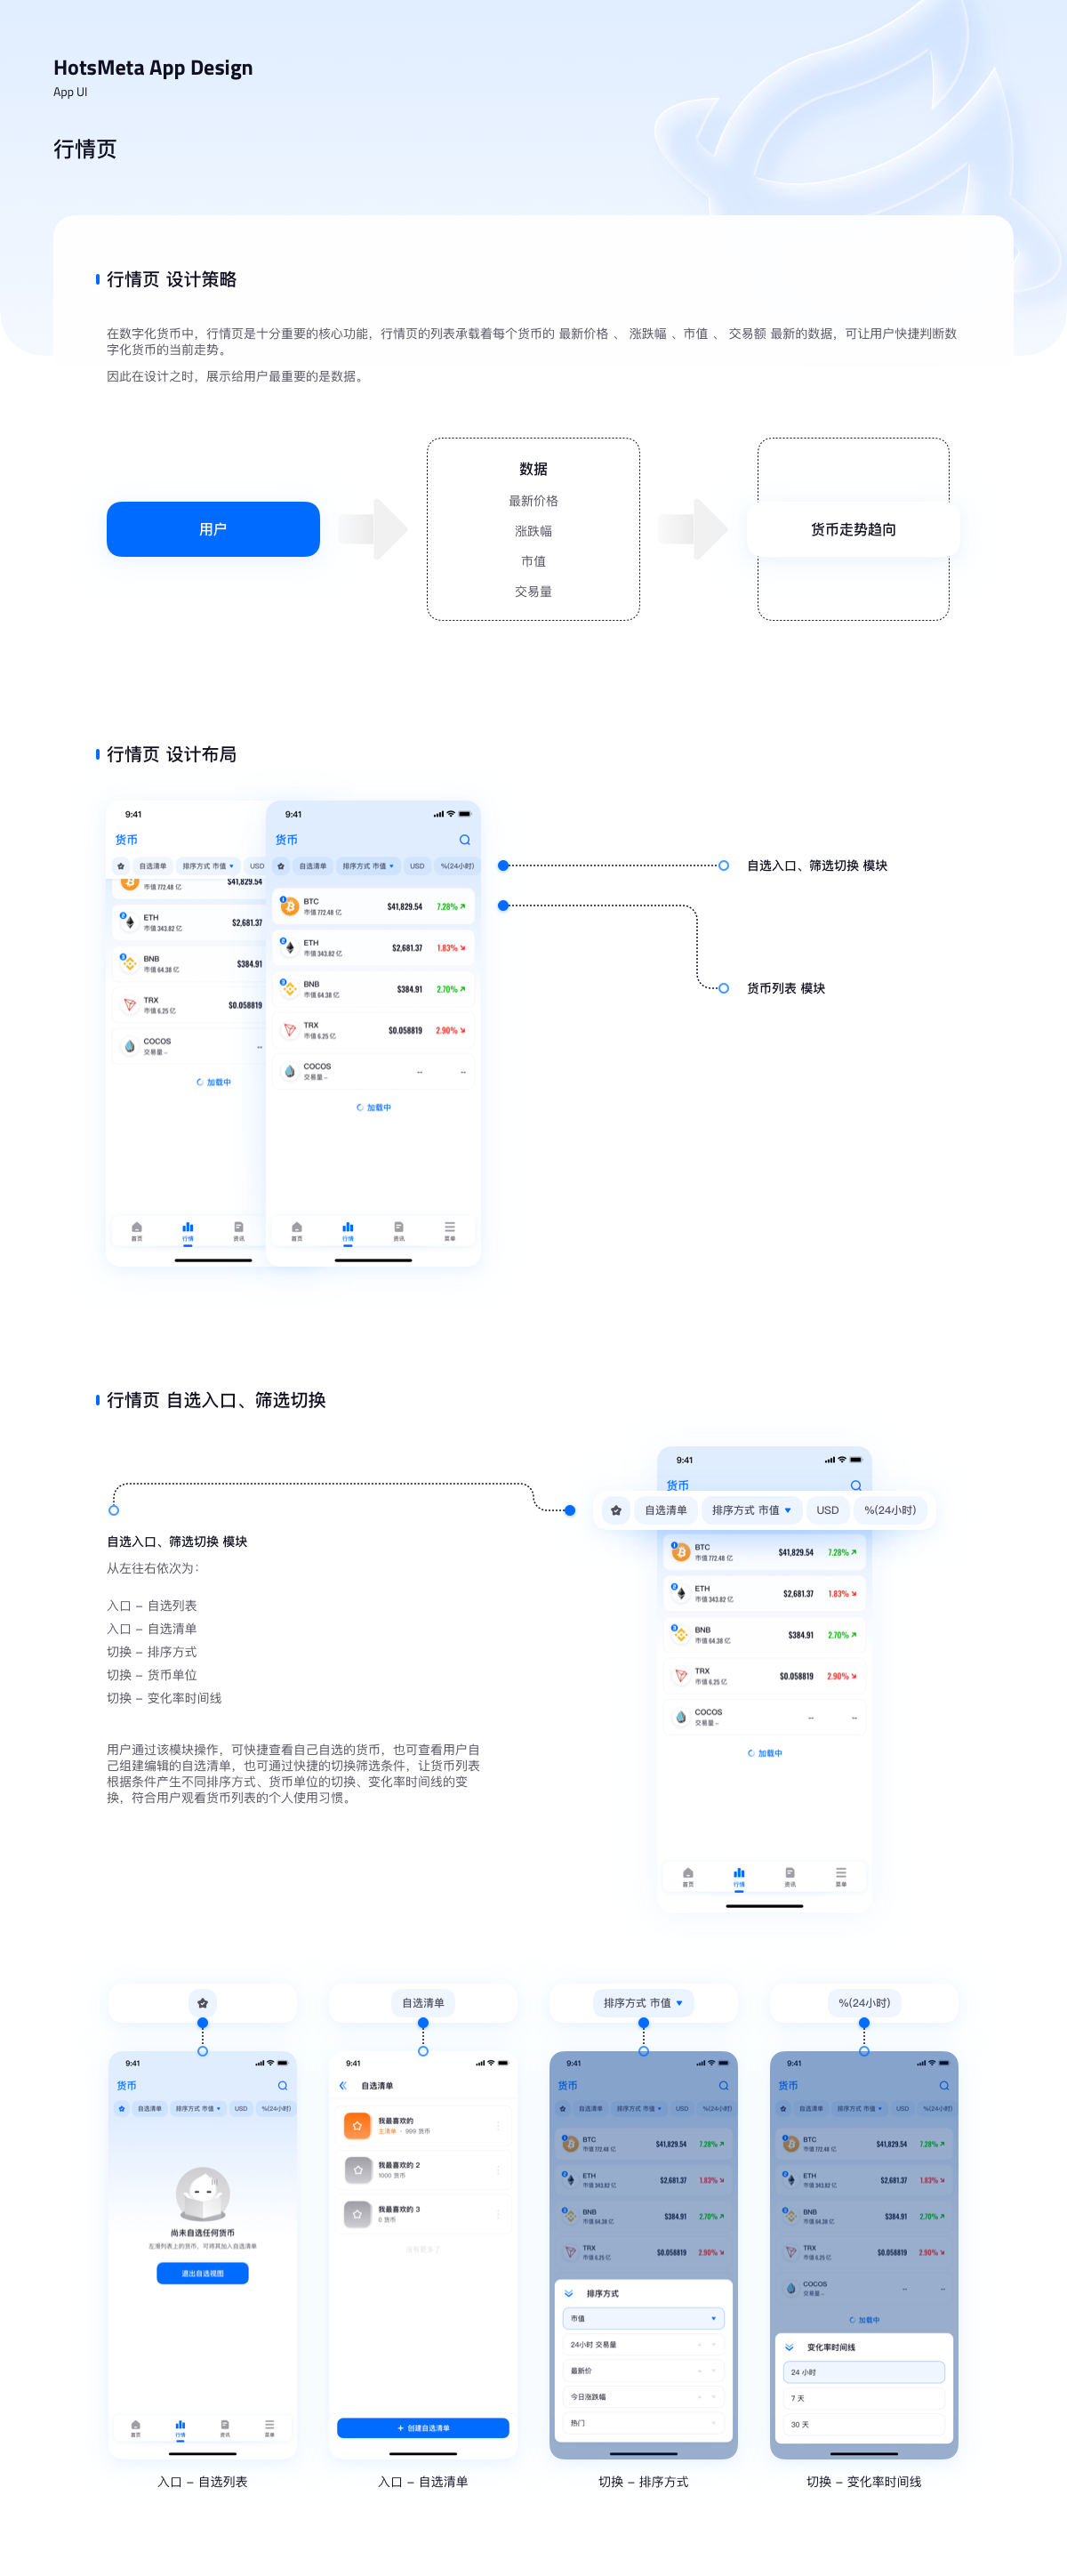 HotsMeta App Design
App UI
行情页
行情页 设计策略
在数字化货币中，行情页是十分重要的核心功能，行情页的列表承载着每个货币的 最新价格 、 涨跌幅 、市值 、 交易额 最新的数据，可让用户快捷判断数
字化货币的当前走势。
因此在设计之时，展示给用户最重要的是数据。
用户
数据
最新价格
涨跌幅
市值
交易量
货币走势趋向
行情页 设计布局
9:41
货币
自选清单 排序方式 市值 USD
市值 772.48 亿 $41,829.54
ETH
市值 343.82 亿 $2,681.37
BNB
市值 64.38 亿 $384.91
TRX
市值 6.25 亿 $0.058819
COCOS
交易量 – --
加载中
首页 行情 资讯
9:41
货币
自选清单 排序方式 市值 USD %(24小时)
BTC
市值 772.48 亿 $41,829.54 7.28%
ETH
市值 343.82 亿 $2,681.37 1.83%
BNB
市值 64.38 亿 $384.91 2.70%
TRX
市值 6.25 亿 $0.058819 2.90%
COCOS
交易量 – -- --
加载中
首页 行情 资讯 菜单
自选入口、筛选切换 模块
货币列表 模块
行情页 自选入口、筛选切换
自选入口、筛选切换 模块
从左往右依次为：
入口 – 自选列表
入口 – 自选清单
切换 – 排序方式
切换 – 货币单位
切换 – 变化率时间线
用户通过该模块操作，可快捷查看自己自选的货币，也可查看用户自
己组建编辑的自选清单，也可通过快捷的切换筛选条件，让货币列表
根据条件产生不同排序方式、货币单位的切换、变化率时间线的变
换，符合用户观看货币列表的个人使用习惯。
9:41
货币
自选清单 排序方式 市值 USD %(24小时)
BTC
市值 772.48 亿 $41,829.54 7.28%
ETH
市值 343.82 亿 $2,681.37 1.83%
BNB
市值 64.38 亿 $384.91 2.70%
TRX
市值 6.25 亿 $0.058819 2.90%
COCOS
交易量 – -- --
加载中
首页 行情 资讯 菜单
9:41
货币
自选清单 排序方式 市值 USD %(24小时)
尚未自选任何货币
左滑列表上的货币，可将其加入自选清单
退出自选视图
首页 行情 资讯 菜单
入口 – 自选列表
自选清单
9:41
自选清单
我最喜欢的
主清单 · 999 货币
我最喜欢的 2
1000 货币
我最喜欢的 3
0 货币
没有更多了
创建自选清单
入口 – 自选清单
排序方式 市值
9:41
货币
自选清单 排序方式 市值 USD %(24小时)
BTC
市值 772.48 亿 $41,829.54 7.28%
ETH
市值 343.82 亿 $2,681.37 1.83%
BNB
市值 64.38 亿 $384.91 2.70%
TRX
市值 6.25 亿 $0.058819 2.90%
排序方式
市值
24小时 交易量
最新价
今日涨跌幅
热门
切换 – 排序方式
%(24小时)
9:41
货币
自选清单 排序方式 市值 USD %(24小时)
BTC
市值 772.48 亿 $41,829.54 7.28%
ETH
市值 343.82 亿 $2,681.37 1.83%
BNB
市值 64.38 亿 $384.91 2.70%
TRX
市值 6.25 亿 $0.058819 2.90%
COCOS
交易量 – -- --
加载中
变化率时间线
24 小时
7 天
30 天
切换 – 变化率时间线